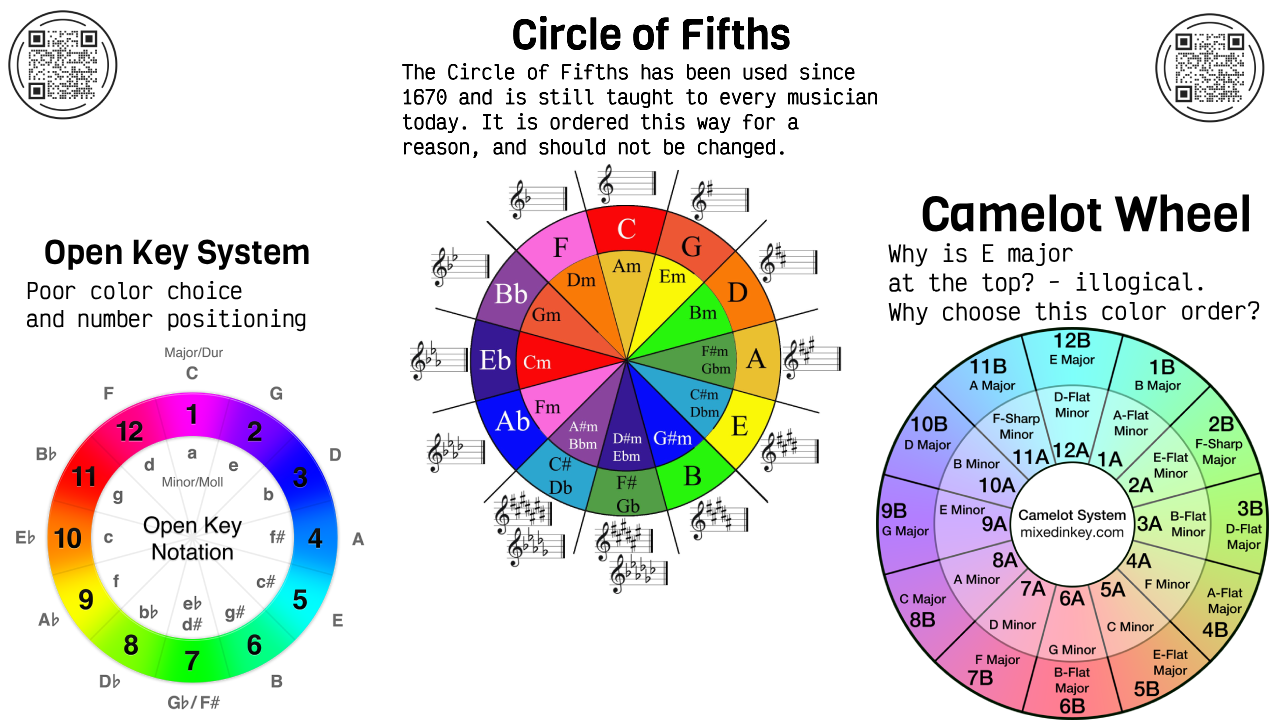 Circle of Fifths
The Circle of Fifths has been used since
1670 and is still taught to every musician
today. It is ordered this way for a
reason, and should not be changed.
C
G
D
A
E
B
F#
Gb
C#
Db
Ab
Eb
Bb
F
Am
Em
Bm
F#m
Gbm
C#m
Dbm
G#m
D#m
Ebm
A#m
Bbm
Fm
Cm
Gm
Dm
Open Key System
Poor color choice
and number positioning
Major/Dur
C
G
D
A
E
B
G♭/F#
D♭
A♭
E♭
B♭
F
1
2
3
4
5
6
7
8
9
10
11
12
a
e
b
f#
c#
g#
e♭
d#
b♭
f
c
g
d
Minor/Moll
Open Key
Notation
Camelot Wheel
Why is E major
at the top? - illogical.
Why choose this color order?
12B
E Major
1B
B Major
2B
F-Sharp
Major
3B
D-Flat
Major
A-Flat
Major
4B
E-Flat
Major
5B
B-Flat
Major
6B
F Major
7B
C Major
8B
9B
G Major
10B
D Major
11B
A Major
D-Flat
Minor
12A
A-Flat
Minor
1A
E-Flat
Minor
2A
B-Flat
Minor
3A
4A
F Minor
5A
C Minor
6A
G Minor
7A
D Minor
8A
A Minor
E Minor
9A
B Minor
10A
F-Sharp
Minor
11A
Camelot System
mixedinkey.com